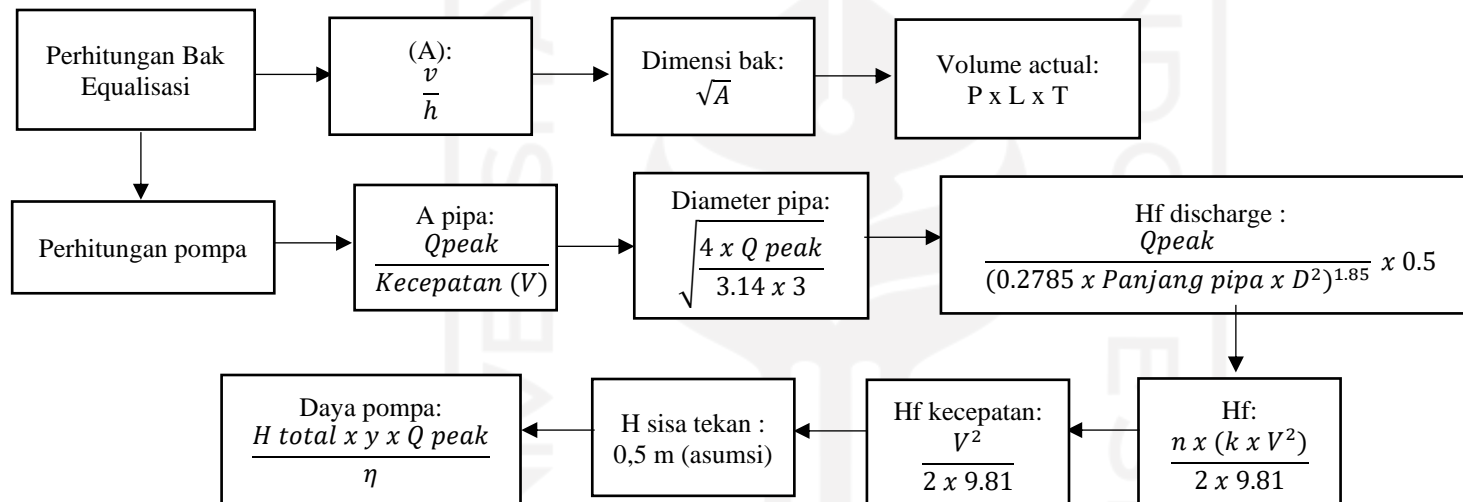 Perhitungan Bak
Equalisasi
(A):
v
h
Dimensi bak:
√A
Volume actual:
P x L x T
Perhitungan pompa
A pipa:
Qpeak
Kecepatan (V)
Diameter pipa:
√4 x Q peak
3.14 x 3
Hf discharge :
Qpeak
(0.2785 x Panjang pipa x D²)¹·⁸⁵ x 0.5
Hf:
n x (k x V²)
2 x 9.81
Hf kecepatan:
V²
2 x 9.81
H sisa tekan :
0,5 m (asumsi)
Daya pompa:
H total x y x Q peak
η